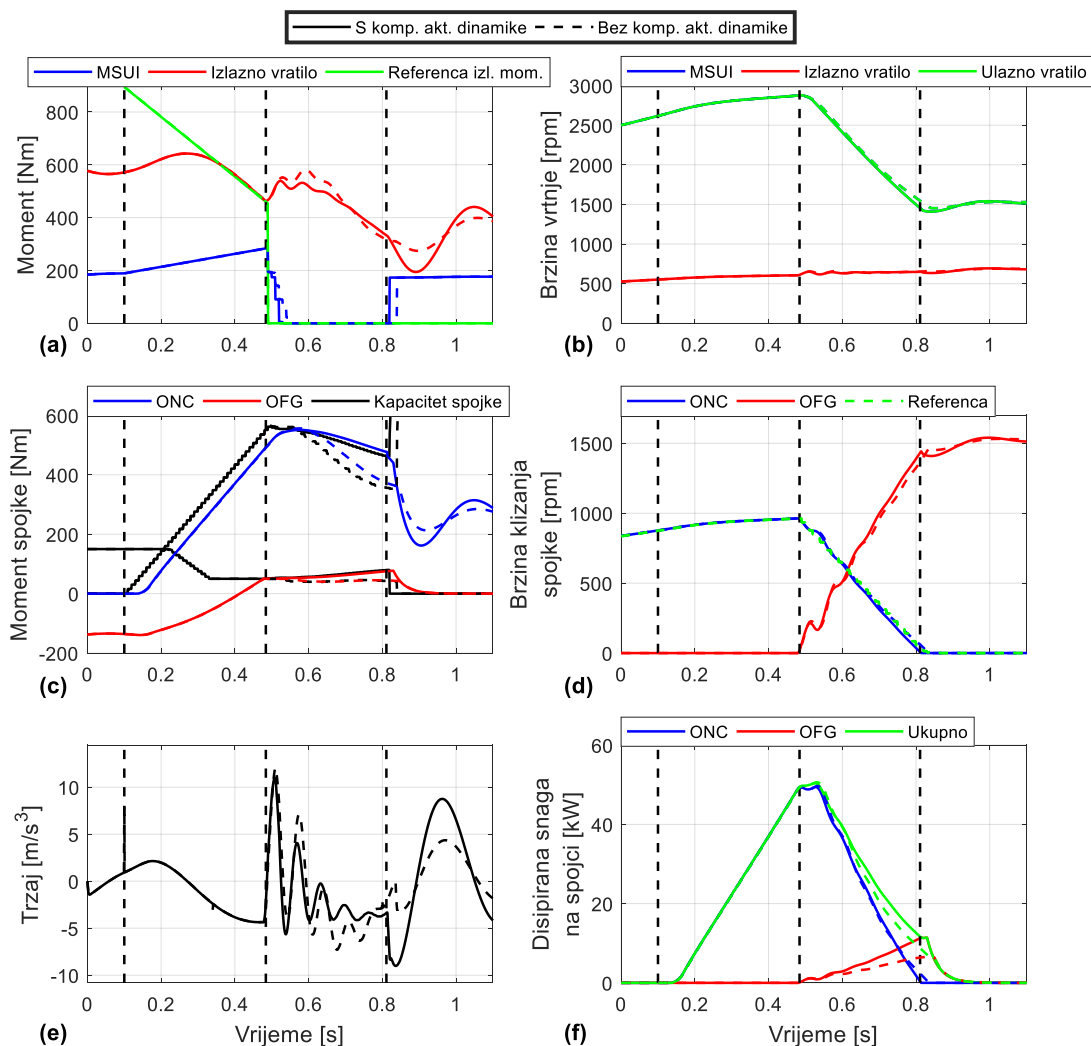 S komp. akt. dinamike Bez komp. akt. dinamike
MSUI Izlazno vratilo Referenca izl. mom.
Moment [Nm]
800
600
400
200
0
0 0.2 0.4 0.6 0.8 1
(a)
MSUI Izlazno vratilo Ulazno vratilo
Brzina vrtnje [rpm]
3000
2500
2000
1500
1000
500
0
0 0.2 0.4 0.6 0.8 1
(b)
ONC OFG Kapacitet spojke
Moment spojke [Nm]
600
400
200
0
-200
0 0.2 0.4 0.6 0.8 1
(c)
ONC OFG Referenca
Brzina klizanja
spojke [rpm]
1500
1000
500
0
0 0.2 0.4 0.6 0.8 1
(d)
Trzaj [m/s³]
10
5
0
-5
-10
0 0.2 0.4 0.6 0.8 1
(e)
Vrijeme [s]
ONC OFG Ukupno
Disipirana snaga
na spojci [kW]
60
40
20
0
0 0.2 0.4 0.6 0.8 1
(f)
Vrijeme [s]